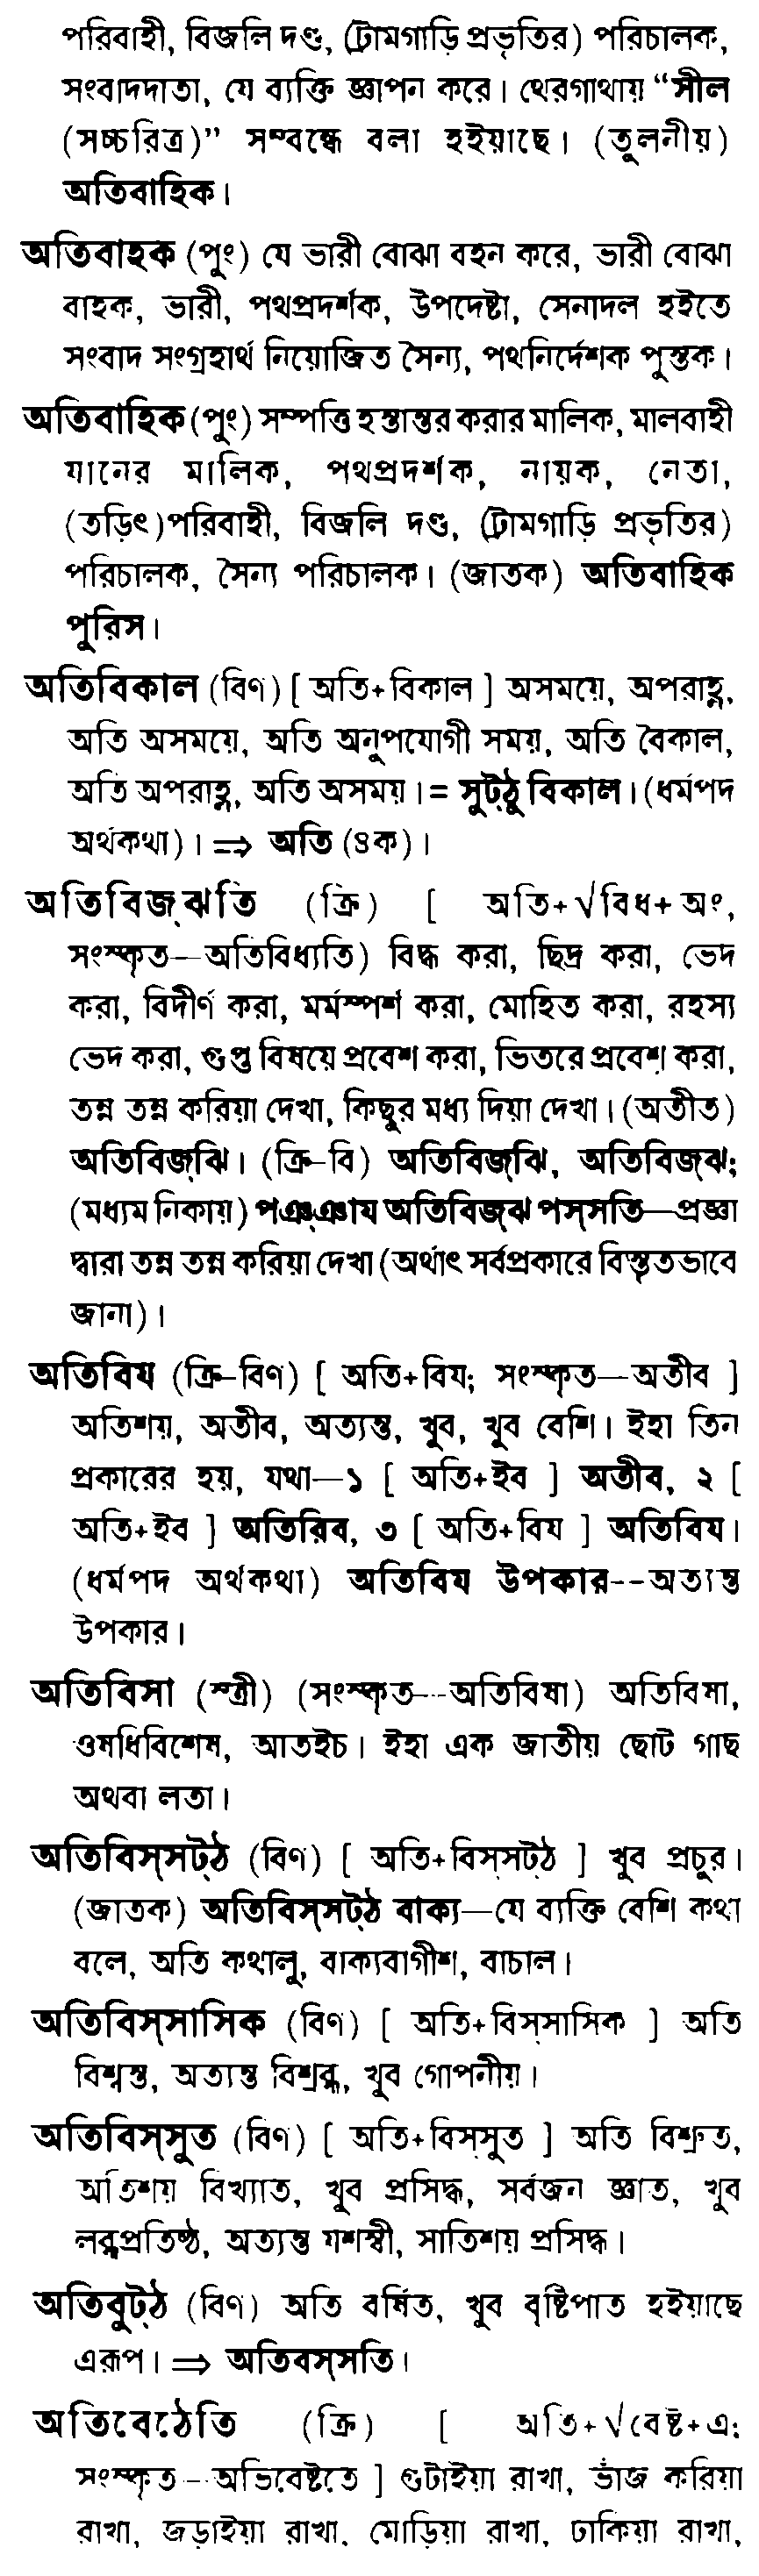 পরিবাহী, বিজলি দণ্ড, (ট্রামগাড়ি প্রভৃতির) পরিচালক,
সংবাদদাতা, যে ব্যক্তি জ্ঞাপন করে। থেরগাথায় “সীল
(সচ্চরিত্র)” সম্বন্ধে বলা হইয়াছে। (তুলনীয়)
অতিবাহিক।
অতিবাহক (পুং) যে ভারী বোঝা বহন করে, ভারী বোঝা
বাহক, ভারী, পথপ্রদর্শক, উপদেষ্টা, সেনাদল হইতে
সংবাদ সংগ্রহার্থ নিয়োজিত সৈন্য, পথনির্দেশক পুস্তক।
অতিবাহিক (পুং) সম্পত্তি হস্তান্তর করার মালিক, মালবাহী
যানের মালিক, পথপ্রদর্শক, নায়ক, নেতা,
(তড়িৎ)পরিবাহী, বিজলি দণ্ড, (ট্রামগাড়ি প্রভৃতির)
পরিচালক, সৈন্য পরিচালক। (জাতক) অতিবাহিক
পুরিস।
অতিবিকাল (বিণ) [ অতি+বিকাল ] অসময়ে, অপরাহ্ণ,
অতি অসময়ে, অতি অনুপযোগী সময়, অতি বৈকাল,
অতি অপরাহ্ণ, অতি অসময়।= সুট্ঠু বিকাল। (ধর্মপদ
অর্থকথা)। ⇒ অতি (৪ক)।
অতিবিজ্ঝতি (ক্রি) [ অতি+√বিধ+অং,
সংস্কৃত—অতিবিধ্যতি) বিদ্ধ করা, ছিদ্র করা, ভেদ
করা, বিদীর্ণ করা, মর্মস্পর্শ করা, মোহিত করা, রহস্য
ভেদ করা, গুপ্ত বিষয়ে প্রবেশ করা, ভিতরে প্রবেশ করা,
তন্ন তন্ন করিয়া দেখা, কিছুর মধ্য দিয়া দেখা। (অতীত)
অতিবিজ্ঝি। (ক্রি-বি) অতিবিজ্ঝি, অতিবিজ্ঝ;
(মধ্যম নিকায়) পঞ্ঞায অতিবিজ্ঝ পস্সতি—প্রজ্ঞা
দ্বারা তন্ন তন্ন করিয়া দেখা (অর্থাৎ সর্বপ্রকারে বিস্তৃতভাবে
জানা)।
অতিবিয (ক্রি-বিণ) [ অতি+বিয; সংস্কৃত—অতীব ]
অতিশয়, অতীব, অত্যন্ত, খুব, খুব বেশি। ইহা তিন
প্রকারের হয়, যথা—১ [ অতি+ইব ] অতীব, ২ [
অতি+ইব ] অতিরিব, ৩ [ অতি+বিয ] অতিবিয।
(ধর্মপদ অর্থকথা) অতিবিয উপকার--অত্যন্ত
উপকার।
অতিবিসা (স্ত্রী) (সংস্কৃত—অতিবিষা) অতিবিষা,
ওষধিবিশেষ, আতইচ। ইহা এক জাতীয় ছোট গাছ
অথবা লতা।
অতিবিস্সট্ঠ (বিণ) [ অতি+বিস্সট্ঠ ] খুব প্রচুর।
(জাতক) অতিবিস্সট্ঠ বাক্য—যে ব্যক্তি বেশি কথা
বলে, অতি কথালু, বাক্যবাগীশ, বাচাল।
অতিবিস্সাসিক (বিণ) [ অতি+বিস্সাসিক ] অতি
বিশ্বস্ত, অত্যন্ত বিশ্রব্ধ, খুব গোপনীয়।
অতিবিস্সুত (বিণ) [ অতি+বিস্সুত ] অতি বিশ্রুত,
অতিশয় বিখ্যাত, খুব প্রসিদ্ধ, সর্বজন জ্ঞাত, খুব
লব্ধপ্রতিষ্ঠ, অত্যন্ত যশস্বী, সাতিশয় প্রসিদ্ধ।
অতিবুট্ঠ (বিণ) অতি বর্ষিত, খুব বৃষ্টিপাত হইয়াছে
এরূপ। ⇒ অতিবস্সতি।
অতিবেঠেতি (ক্রি) [ অতি+√বেষ্ট+এ;
সংস্কৃত--অভিবেষ্টতে ] গুটাইয়া রাখা, ভাঁজ করিয়া
রাখা, জড়াইয়া রাখা, মোড়িয়া রাখা, ঢাকিয়া রাখা,